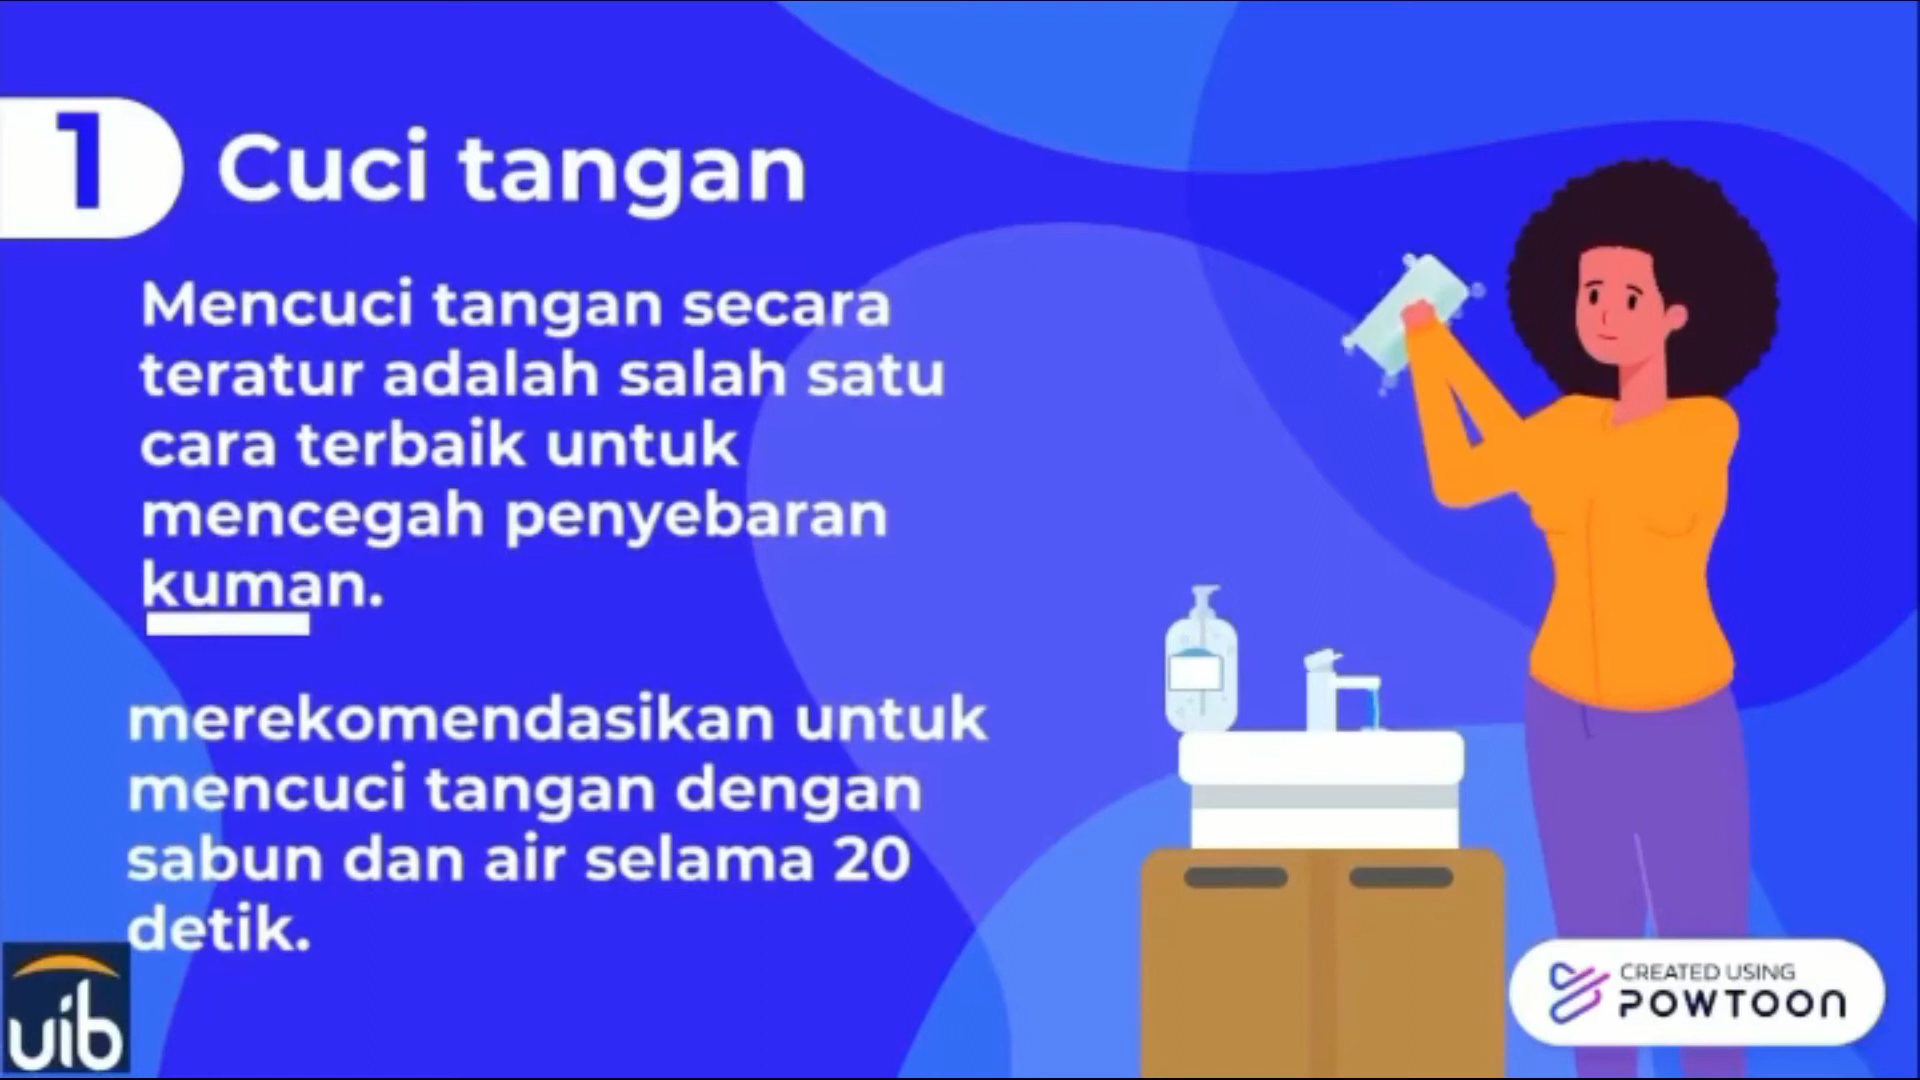 1
Cuci tangan
Mencuci tangan secara
teratur adalah salah satu
cara terbaik untuk
mencegah penyebaran
kuman.
merekomendasikan untuk
mencuci tangan dengan
sabun dan air selama 20
detik.
uib
CREATED USING
POWTOON